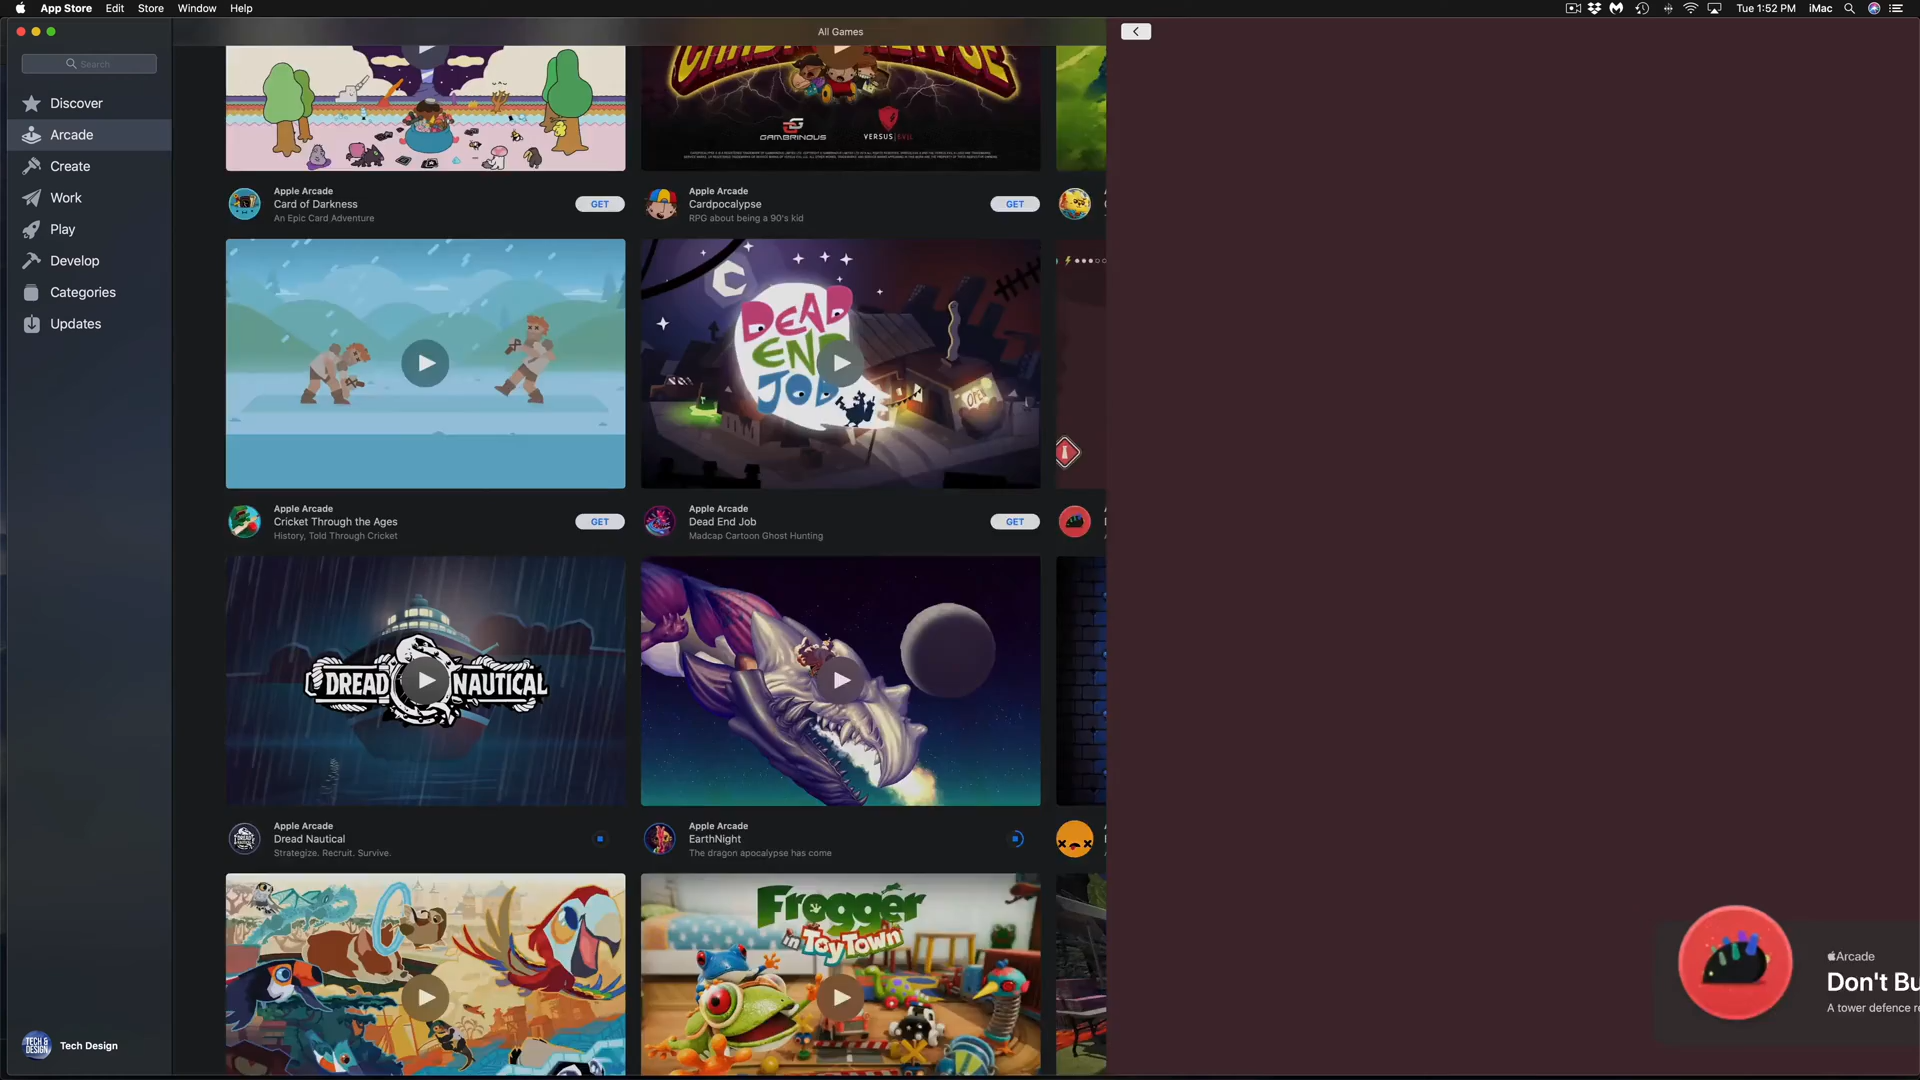 App Store Edit Store Window Help
Tue 1:52 PM iMac
All Games
Search
Discover
Arcade
Create
Work
Play
Develop
Categories
Updates
GAMBRINOUS
VERSUS EVIL
Apple Arcade
Card of Darkness
An Epic Card Adventure
GET
Apple Arcade
Cardpocalypse
RPG about being a 90's kid
GET
DEAD
END
JOB
OPEN
Apple Arcade
Cricket Through the Ages
History, Told Through Cricket
GET
Apple Arcade
Dead End Job
Madcap Cartoon Ghost Hunting
GET
DREAD NAUTICAL
Apple Arcade
Dread Nautical
Strategize. Recruit. Survive.
Apple Arcade
EarthNight
The dragon apocalypse has come
Frogger
in Toy Town
Arcade
Don't Bu
A tower defence re
TECH &
DESIGN
Tech Design